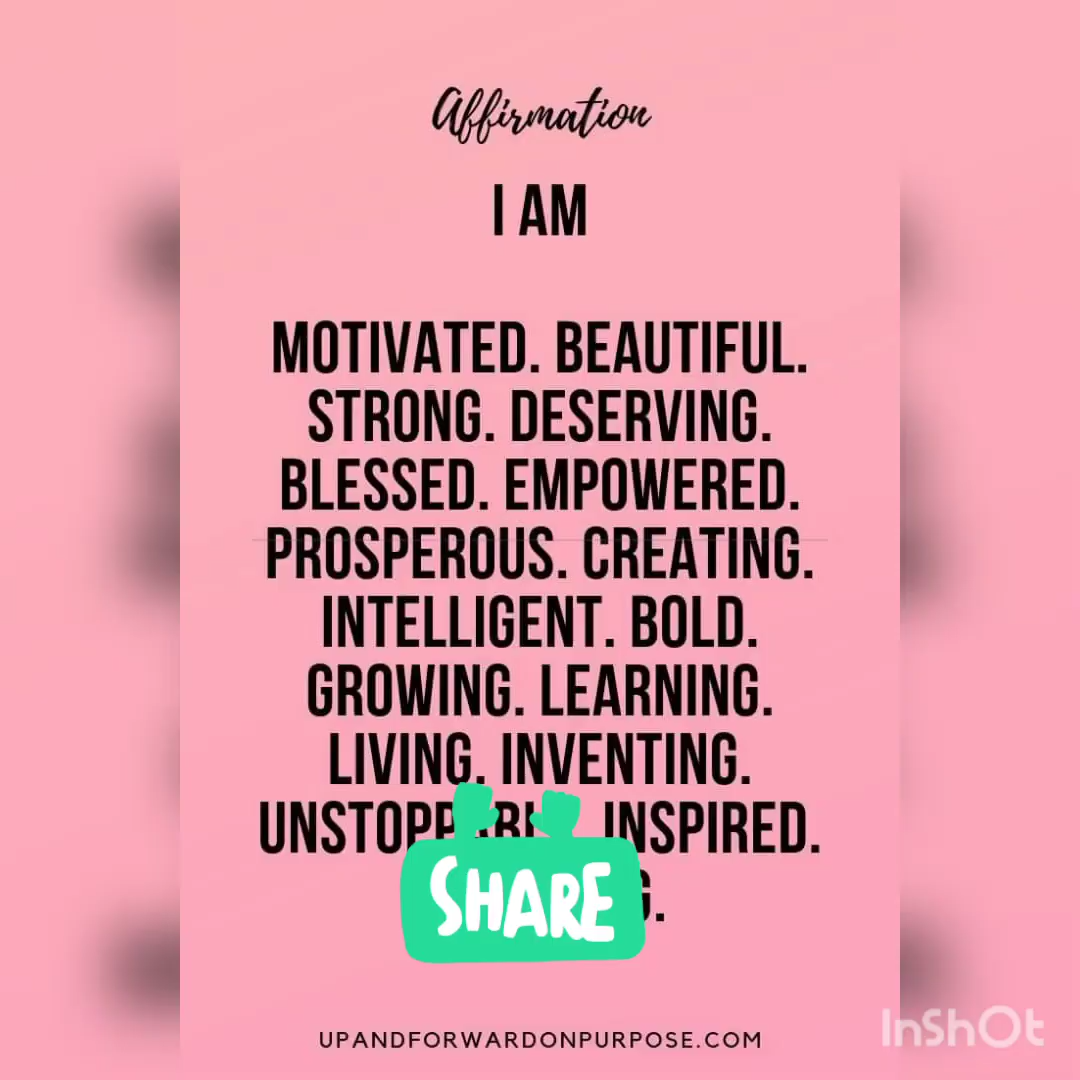 Affirmation
I AM
MOTIVATED. BEAUTIFUL.
STRONG. DESERVING.
BLESSED. EMPOWERED.
PROSPEROUS. CREATING.
INTELLIGENT. BOLD.
GROWING. LEARNING.
LIVING. INVENTING.
INSPIRED.
SHARE
UPANDFORWARDONPURPOSE.COM
InShOt